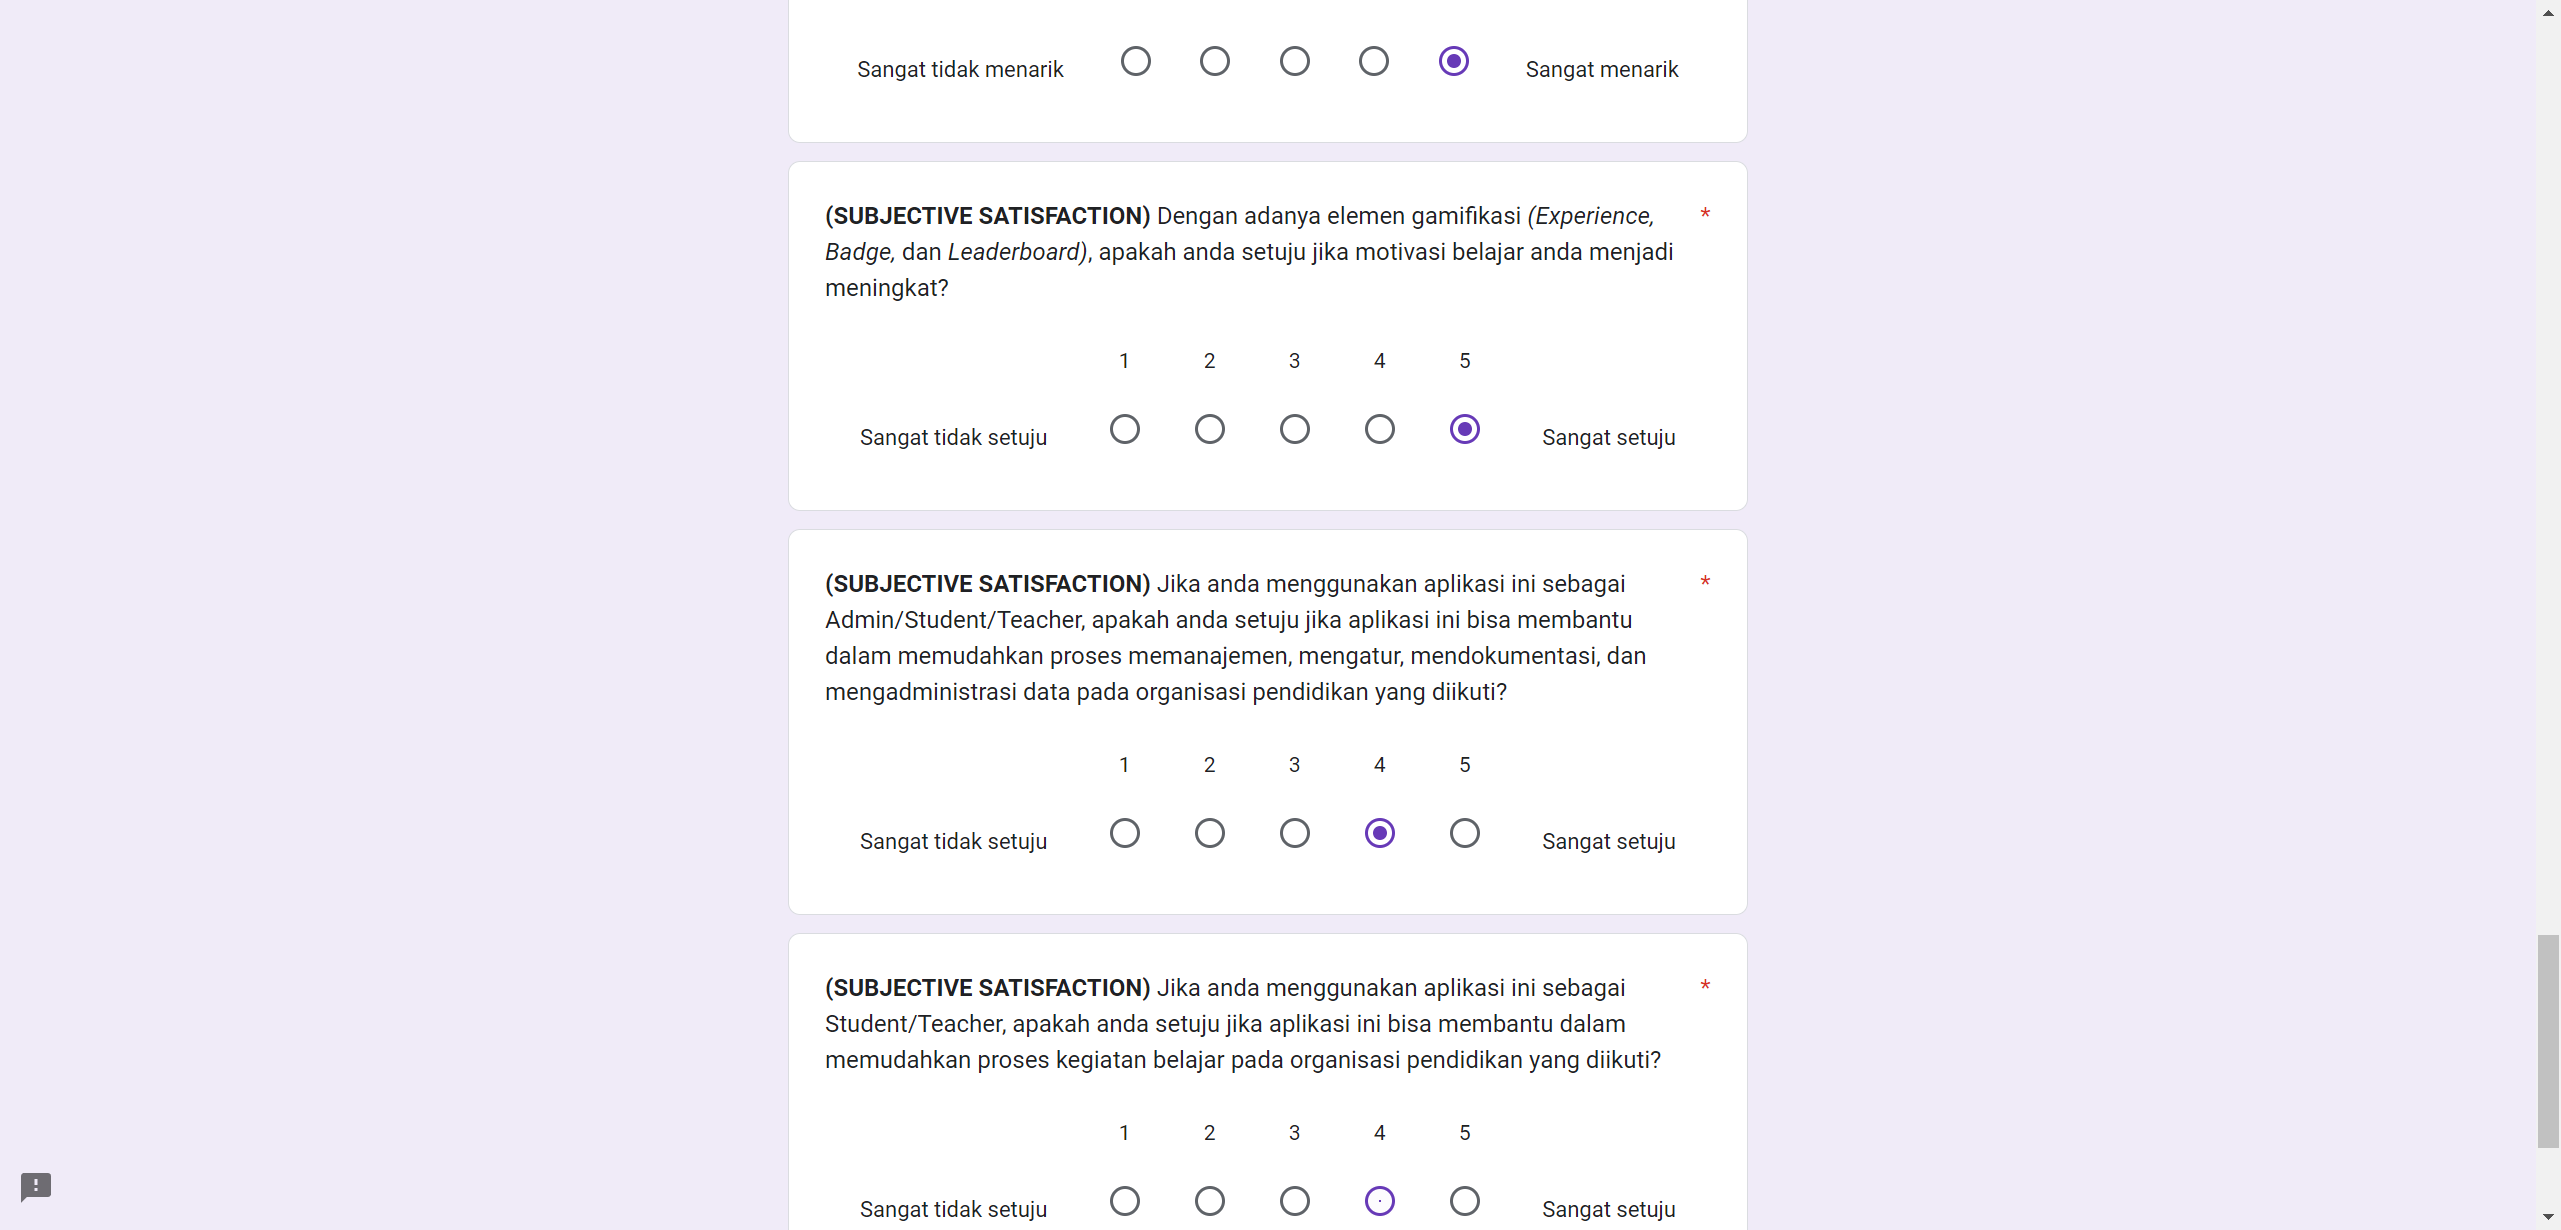 Sangat tidak menarik Sangat menarik
(SUBJECTIVE SATISFACTION) Dengan adanya elemen gamifikasi (Experience, *
Badge, dan Leaderboard), apakah anda setuju jika motivasi belajar anda menjadi
meningkat?
1 2 3 4 5
Sangat tidak setuju Sangat setuju
(SUBJECTIVE SATISFACTION) Jika anda menggunakan aplikasi ini sebagai *
Admin/Student/Teacher, apakah anda setuju jika aplikasi ini bisa membantu
dalam memudahkan proses memanajemen, mengatur, mendokumentasi, dan
mengadministrasi data pada organisasi pendidikan yang diikuti?
1 2 3 4 5
Sangat tidak setuju Sangat setuju
(SUBJECTIVE SATISFACTION) Jika anda menggunakan aplikasi ini sebagai *
Student/Teacher, apakah anda setuju jika aplikasi ini bisa membantu dalam
memudahkan proses kegiatan belajar pada organisasi pendidikan yang diikuti?
1 2 3 4 5
Sangat tidak setuju Sangat setuju